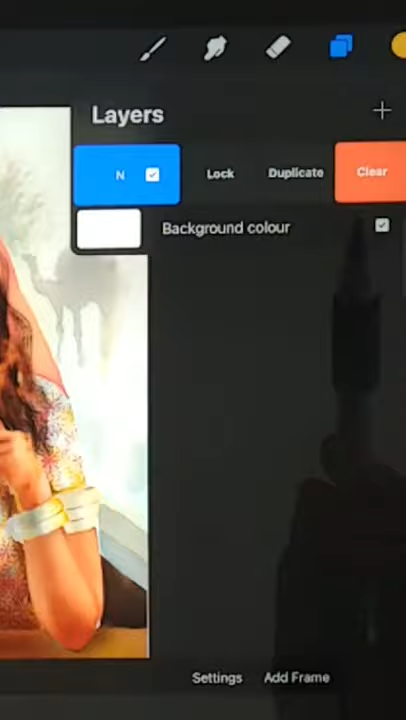 Layers
N Lock Duplicate Clear
Background colour
Settings Add Frame